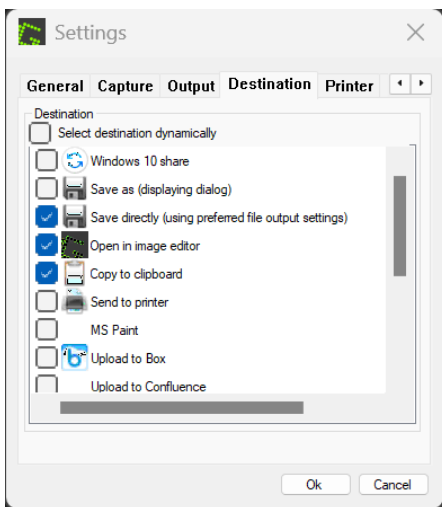 Settings
General Capture Output Destination Printer
Destination
Select destination dynamically
Windows 10 share
Save as (displaying dialog)
Save directly (using preferred file output settings)
Open in image editor
Copy to clipboard
Send to printer
MS Paint
Upload to Box
Upload to Confluence
Ok Cancel